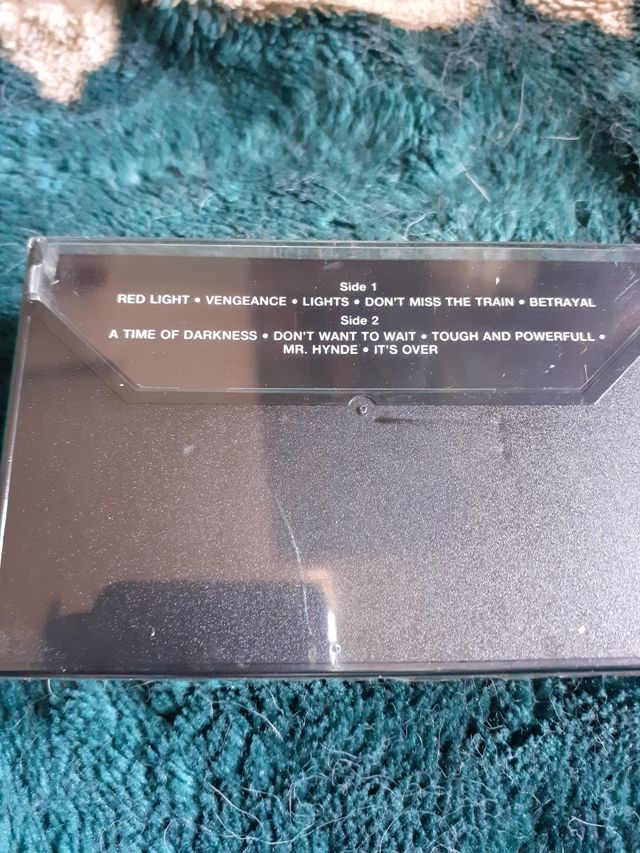 Side 1
RED LIGHT • VENGEANCE • LIGHTS • DON'T MISS THE TRAIN • BETRAYAL
Side 2
A TIME OF DARKNESS • DON'T WANT TO WAIT • TOUGH AND POWERFULL •
MR. HYNDE • IT'S OVER